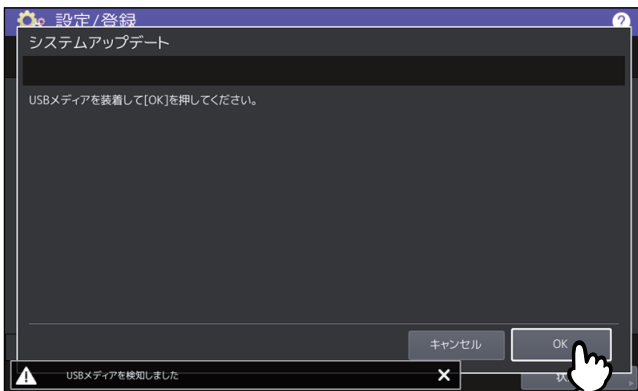 設定/登録
?
システムアップデート
USBメディアを装着して[OK]を押してください。
キャンセル
OK
USBメディアを検知しました
状